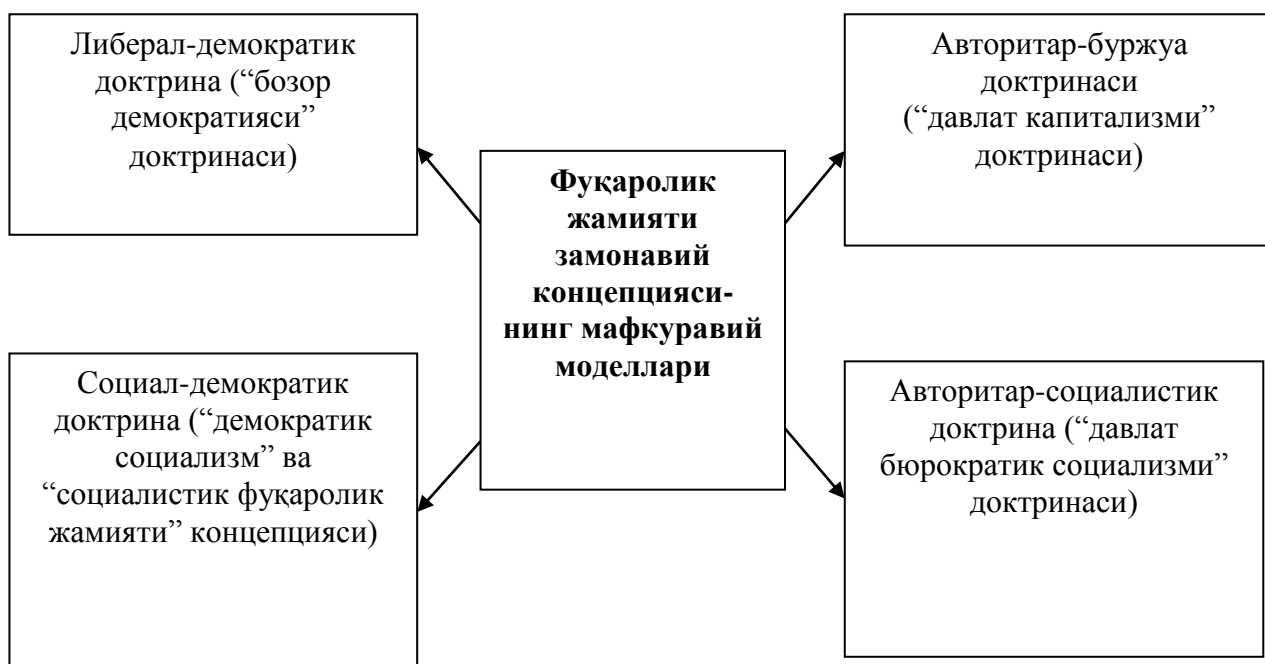 Либерал-демократик
доктрина (“бозор
демократияси”
доктринаси)
Авторитар-буржуа
доктринаси
(“давлат капитализми”
доктринаси)
Фуқаролик
жамияти
замонавий
концепцияси-
нинг мафкуравий
моделлари
Социал-демократик
доктрина (“демократик
социализм” ва
“социалистик фуқаролик
жамияти” концепцияси)
Авторитар-социалистик
доктрина (“давлат
бюрократик социализми”
доктринаси)